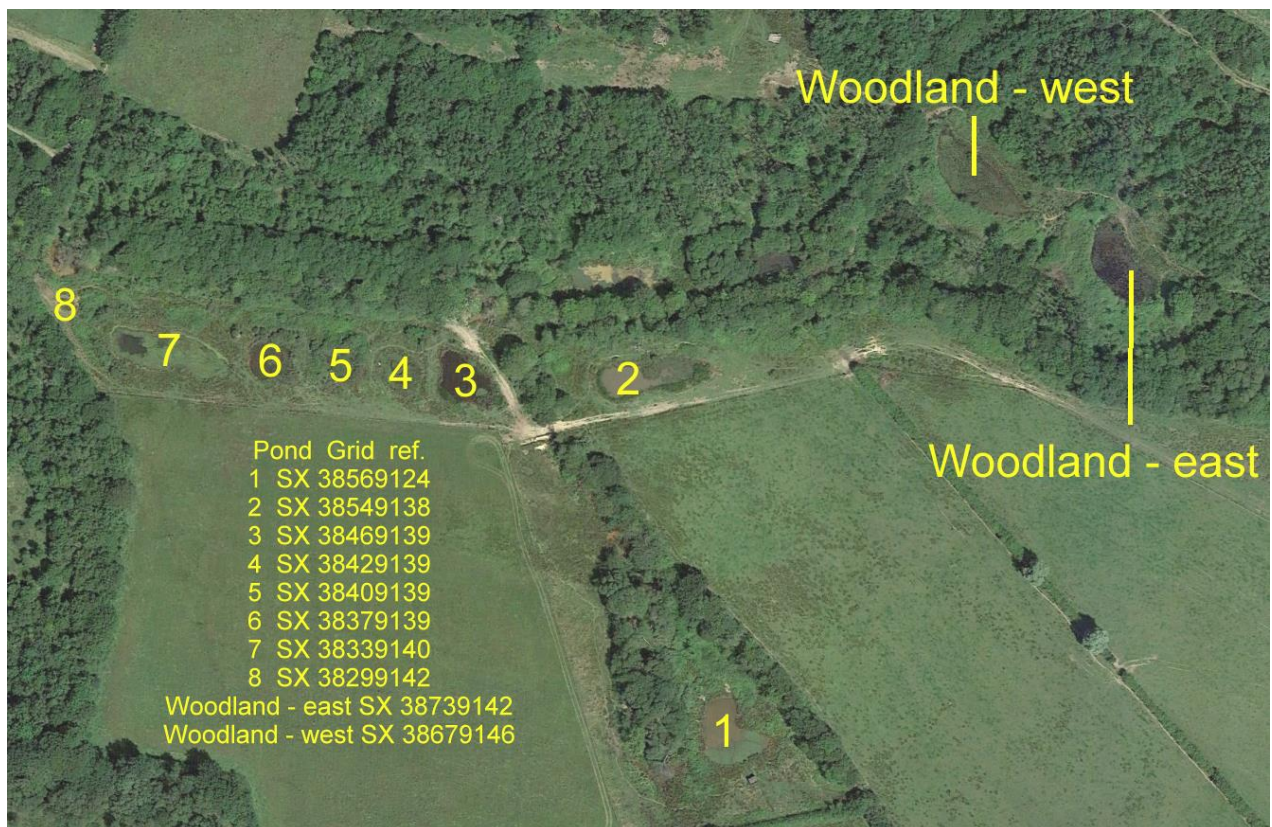 Woodland - west
8
7
6
5
4
3
2
Pond Grid ref.
1 SX 38569124
2 SX 38549138
3 SX 38469139
4 SX 38429139
5 SX 38409139
6 SX 38379139
7 SX 38339140
8 SX 38299142
Woodland - east SX 38739142
Woodland - west SX 38679146
Woodland - east
1